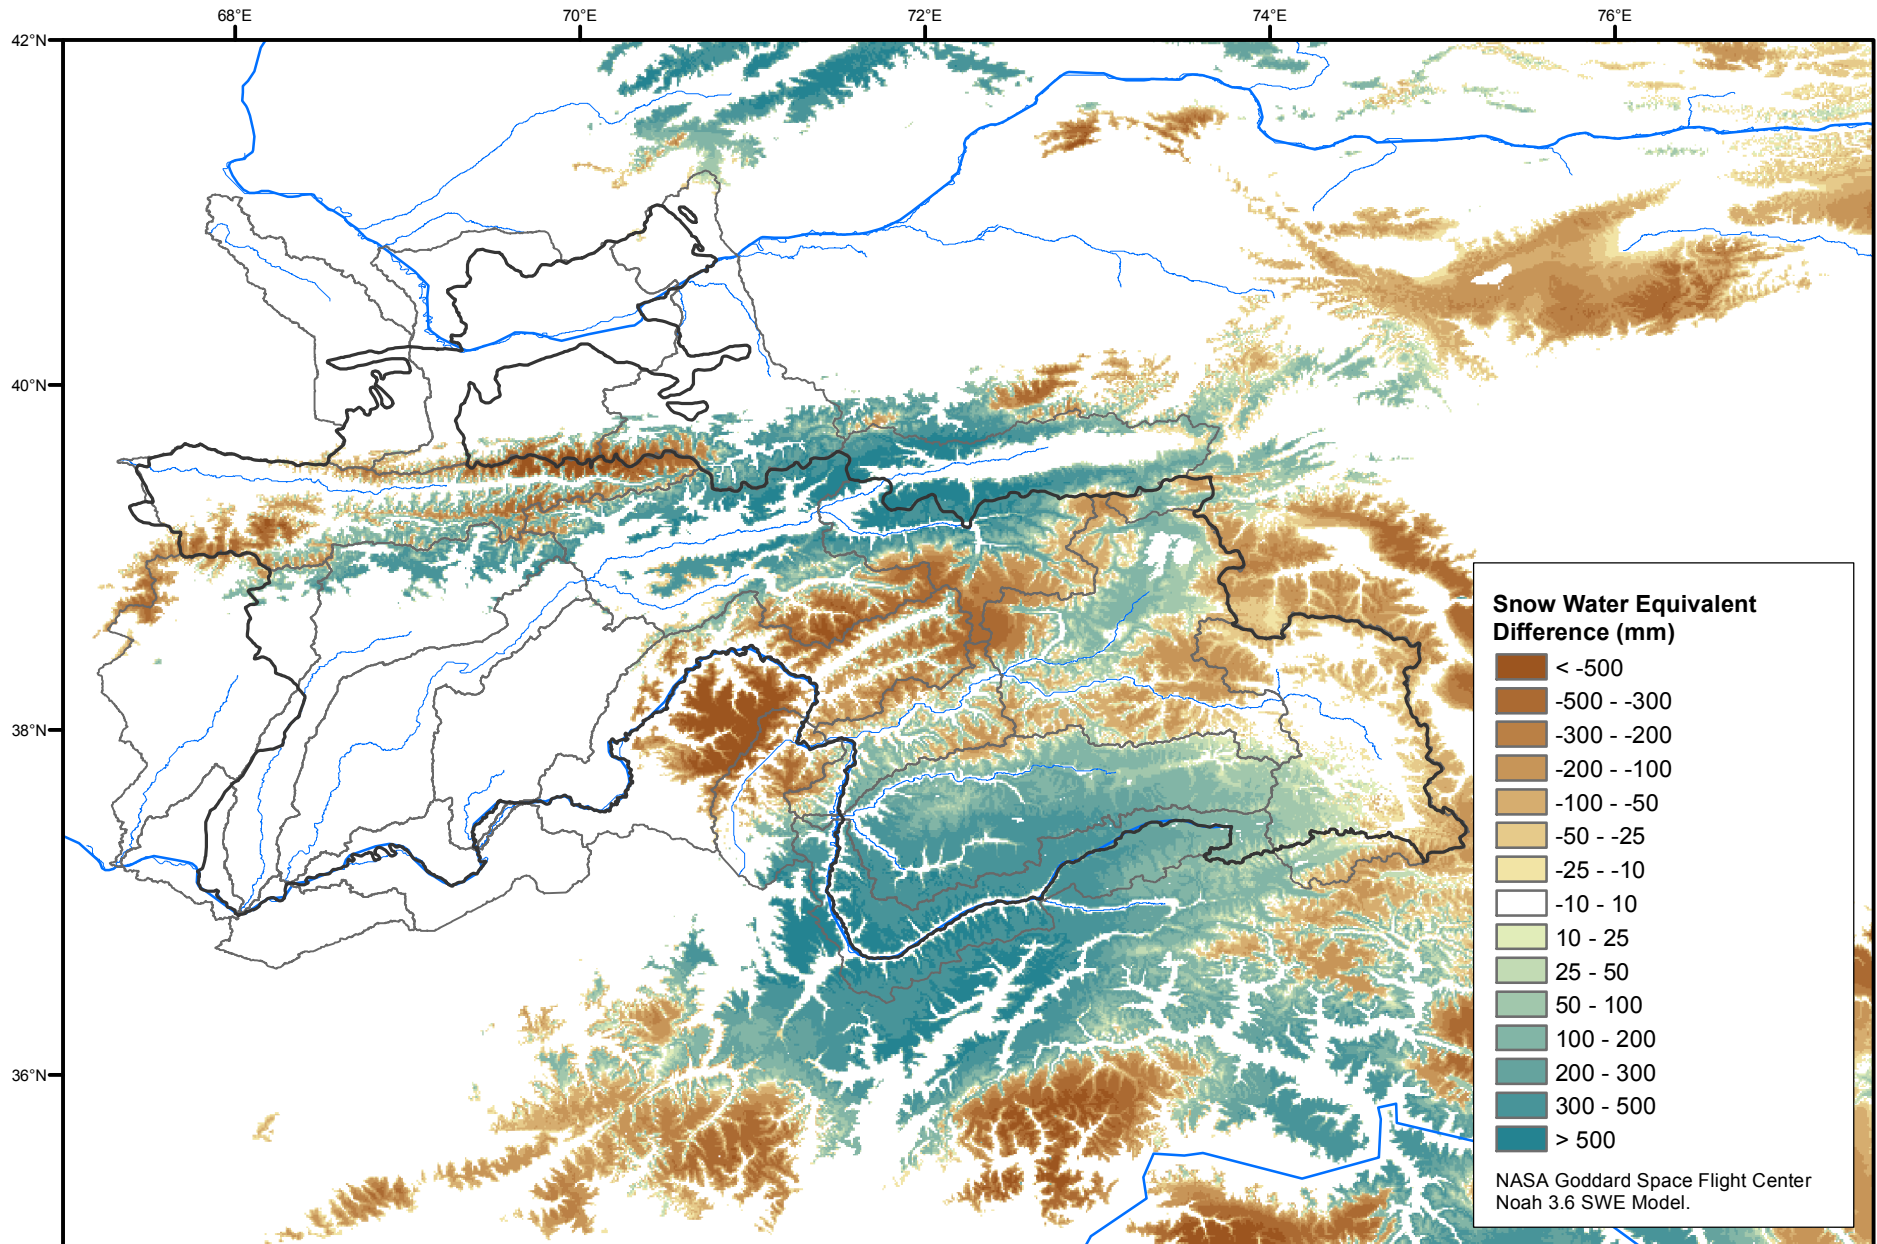 68°E 70°E 72°E 74°E 76°E
42°N
40°N
38°N
36°N
Snow Water Equivalent
Difference (mm)
< -500
-500 - -300
-300 - -200
-200 - -100
-100 - -50
-50 - -25
-25 - -10
-10 - 10
10 - 25
25 - 50
50 - 100
100 - 200
200 - 300
300 - 500
> 500
NASA Goddard Space Flight Center
Noah 3.6 SWE Model.